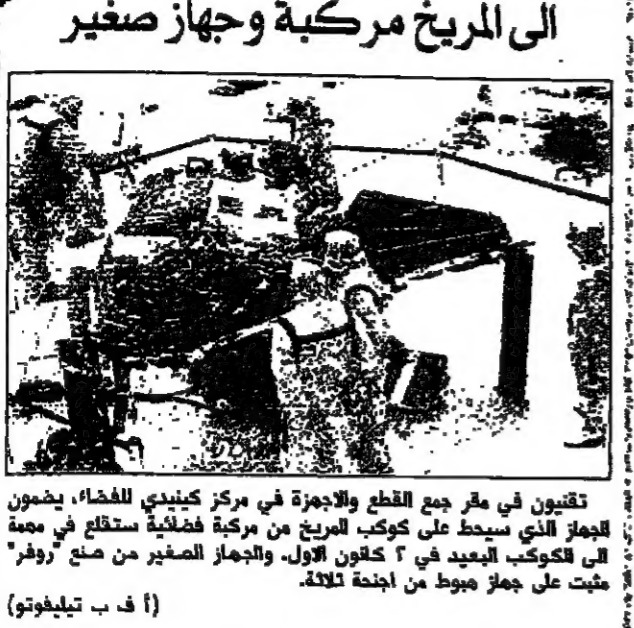 الى المريخ مركبة وجهاز صغير
تقنيون في مقر جمع القطع والاجهزة في مركز كينيدي للفضاء، يضمون
الجهاز الذي سيحط على كوكب المريخ من مركبة فضائية ستقلع في مهمة
الى الكوكب البعيد في ٢ كانون الاول. والجهاز الصغير من صنع "روفر"
مثبت على جهاز هبوط من اجنحة ثلاثة.
(أ ف ب تيليفوتو)